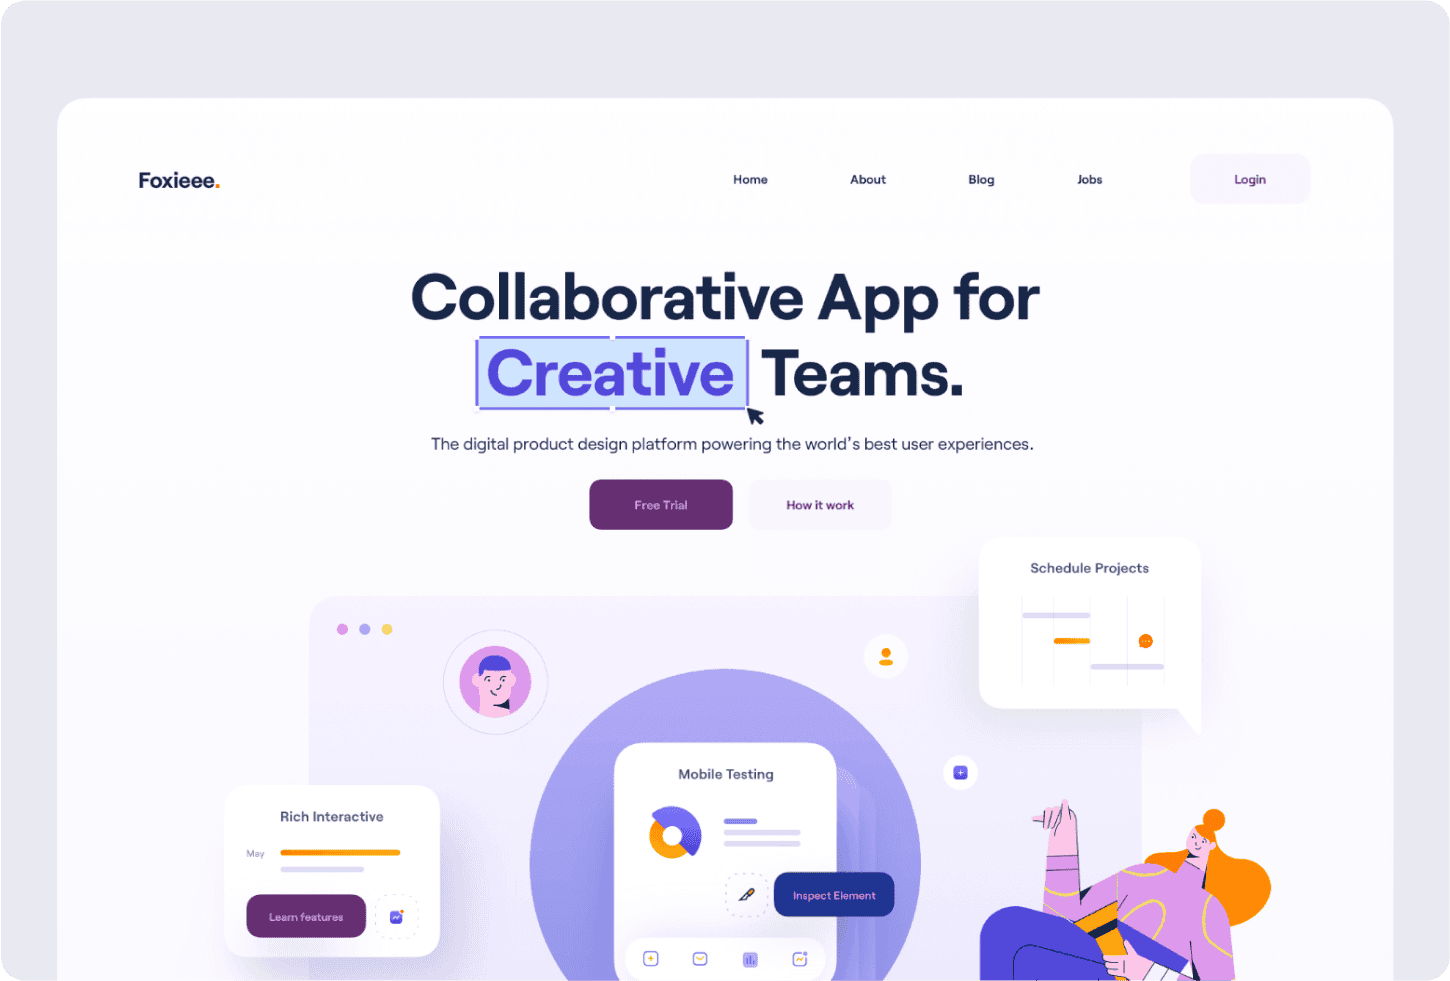 Foxieee.
Home
About
Blog
Jobs
Login
Collaborative App for
Creative Teams.
The digital product design platform powering the world’s best user experiences.
Free Trial
How it work
Schedule Projects
Mobile Testing
Rich Interactive
May
Inspect Element
Learn features